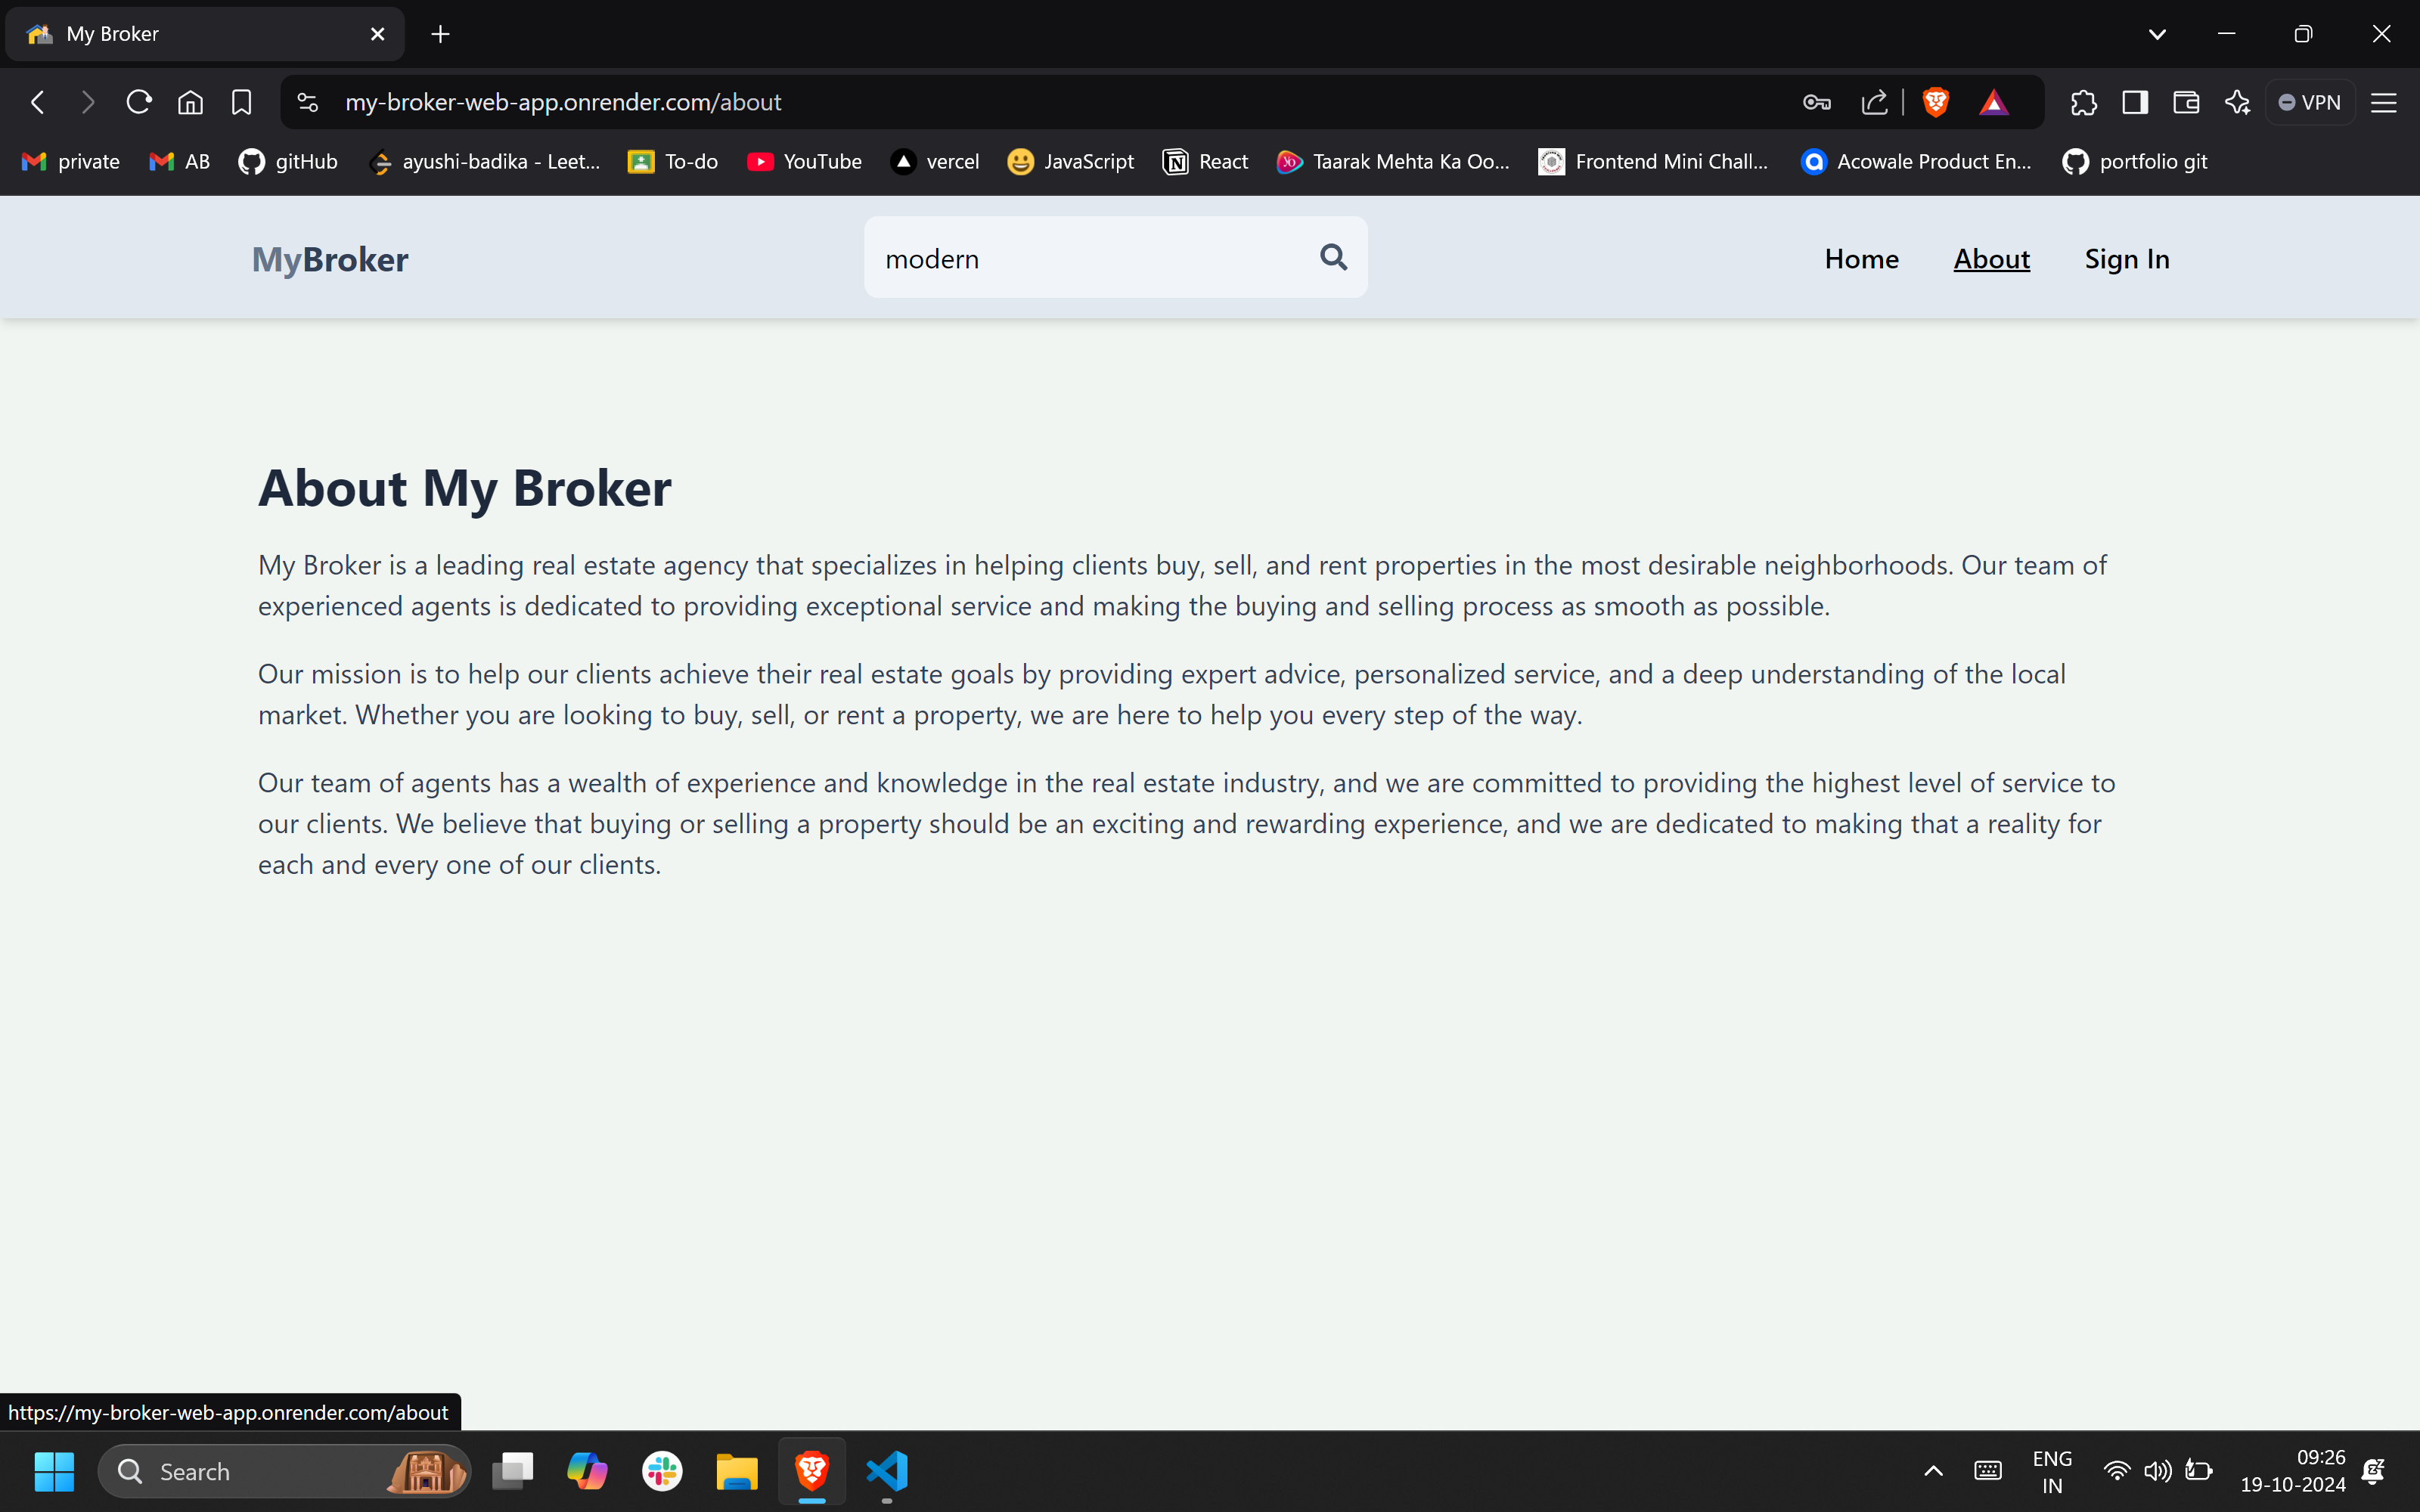 My Broker
my-broker-web-app.onrender.com/about
VPN
private AB gitHub ayushi-badika - Leet... To-do YouTube vercel JavaScript React Taarak Mehta Ka Oo... Frontend Mini Chall... Acowale Product En... portfolio git
MyBroker modern Home About Sign In
About My Broker
My Broker is a leading real estate agency that specializes in helping clients buy, sell, and rent properties in the most desirable neighborhoods. Our team of
experienced agents is dedicated to providing exceptional service and making the buying and selling process as smooth as possible.
Our mission is to help our clients achieve their real estate goals by providing expert advice, personalized service, and a deep understanding of the local
market. Whether you are looking to buy, sell, or rent a property, we are here to help you every step of the way.
Our team of agents has a wealth of experience and knowledge in the real estate industry, and we are committed to providing the highest level of service to
our clients. We believe that buying or selling a property should be an exciting and rewarding experience, and we are dedicated to making that a reality for
each and every one of our clients.
https://my-broker-web-app.onrender.com/about
Search
ENG
IN
09:26
19-10-2024